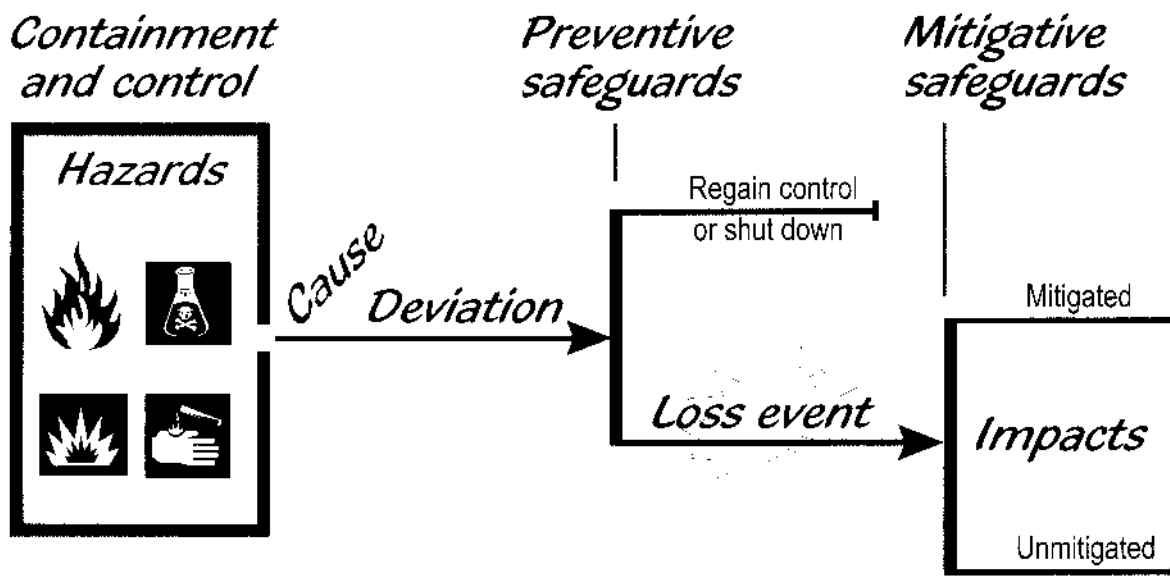 Containment
and control
Preventive
safeguards
Mitigative
safeguards
Hazards
Cause
Deviation
Regain control
or shut down
Loss event
Mitigated
Impacts
Unmitigated